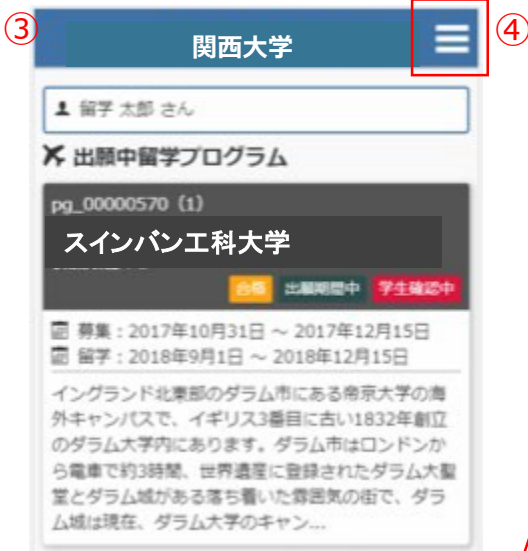 ③
関西大学
④
留学 太郎 さん
出願中留学プログラム
pg_00000570 (1)
スインバン工科大学
合格 出願期間中 学生確認中
募集：2017年10月31日 ～ 2017年12月15日
留学：2018年9月1日 ～ 2018年12月15日
イングランド北東部のダラム市にある帝京大学の海
外キャンパスで、イギリス3番目に古い1832年創立
のダラム大学内にあります。ダラム市はロンドンか
ら電車で約3時間、世界遺産に登録されたダラム大聖
堂とダラム城がある落ち着いた雰囲気の街で、ダラ
ム城は現在、ダラム大学のキャン...